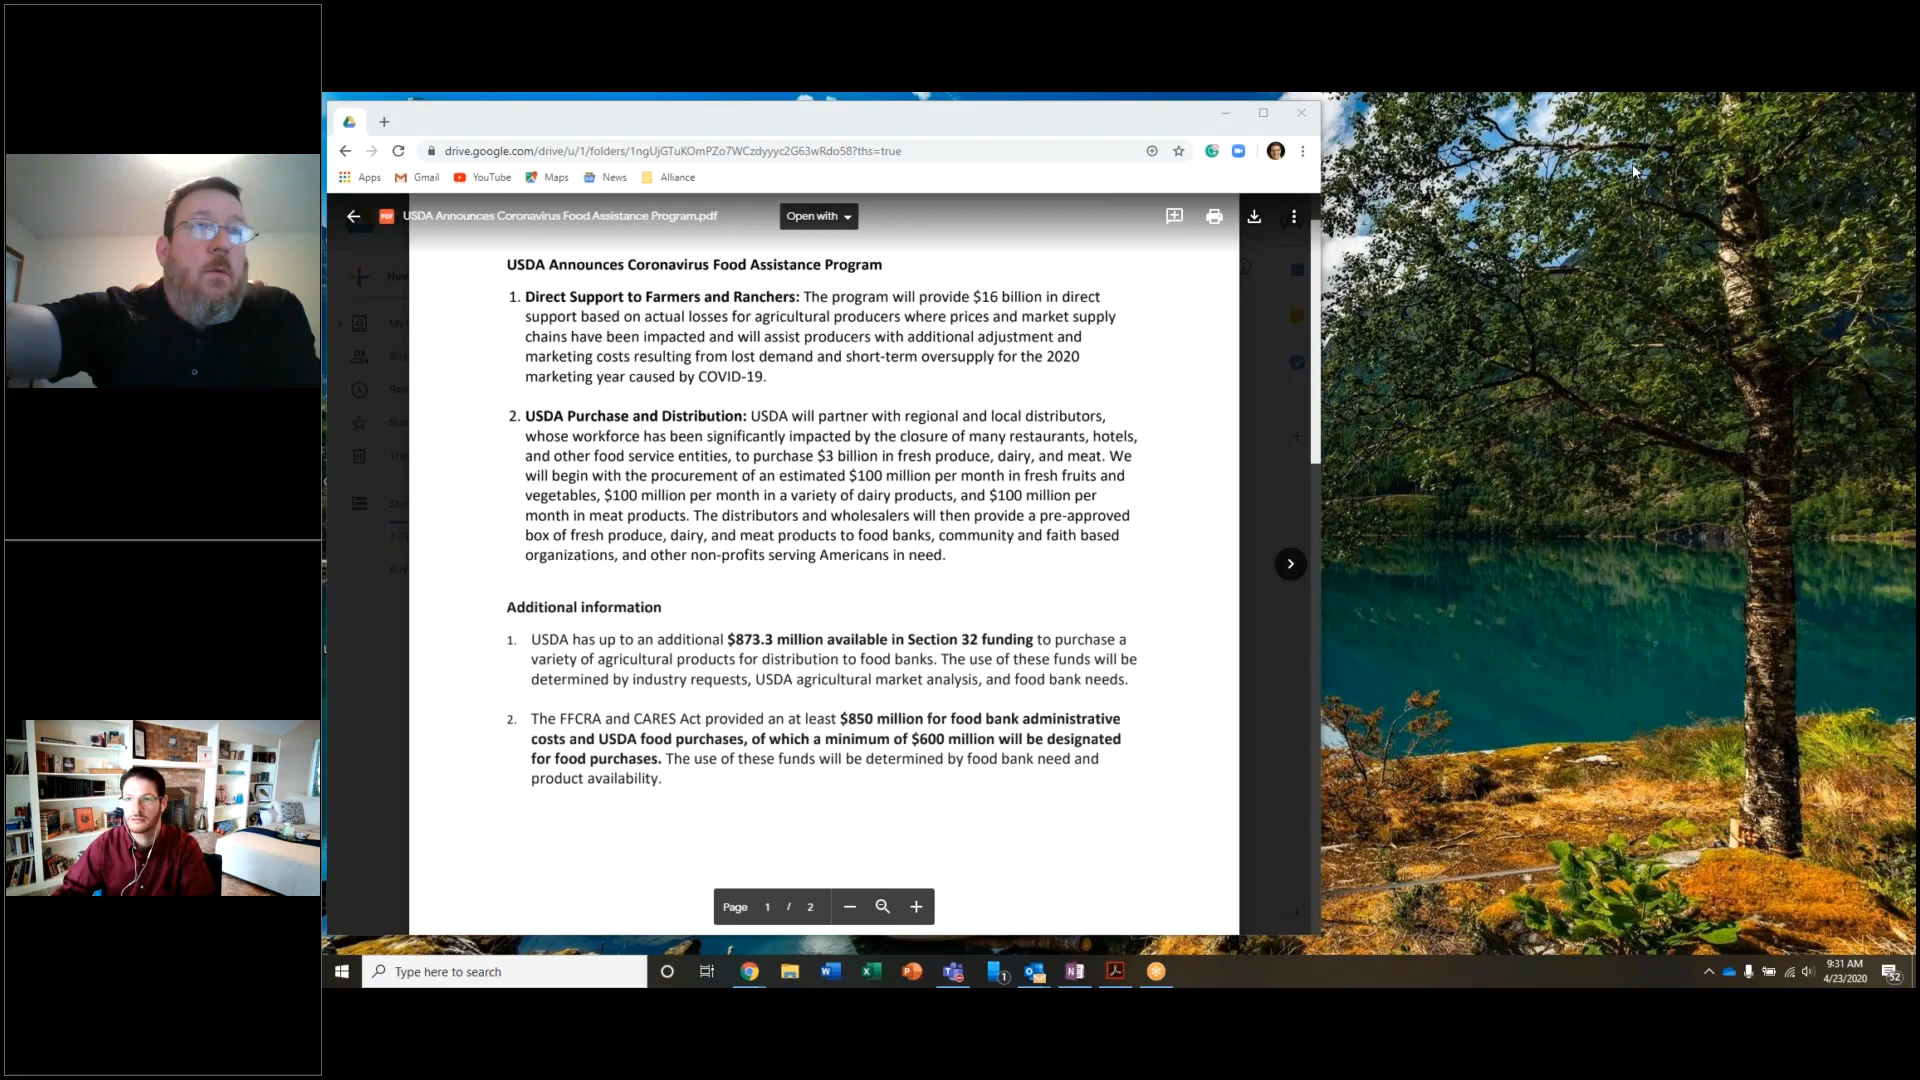 drive.google.com/drive/u/1/folders/1ngUjGTuKOmPZo7WCzdyyyc2G63wRdo58?ths=true
Apps Gmail YouTube Maps News Alliance
PDF USDA Announces Coronavirus Food Assistance Program.pdf Open with
USDA Announces Coronavirus Food Assistance Program
1. Direct Support to Farmers and Ranchers: The program will provide $16 billion in direct
support based on actual losses for agricultural producers where prices and market supply
chains have been impacted and will assist producers with additional adjustment and
marketing costs resulting from lost demand and short-term oversupply for the 2020
marketing year caused by COVID-19.
2. USDA Purchase and Distribution: USDA will partner with regional and local distributors,
whose workforce has been significantly impacted by the closure of many restaurants, hotels,
and other food service entities, to purchase $3 billion in fresh produce, dairy, and meat. We
will begin with the procurement of an estimated $100 million per month in fresh fruits and
vegetables, $100 million per month in a variety of dairy products, and $100 million per
month in meat products. The distributors and wholesalers will then provide a pre-approved
box of fresh produce, dairy, and meat products to food banks, community and faith based
organizations, and other non-profits serving Americans in need.
Additional information
1. USDA has up to an additional $873.3 million available in Section 32 funding to purchase a
variety of agricultural products for distribution to food banks. The use of these funds will be
determined by industry requests, USDA agricultural market analysis, and food bank needs.
2. The FFCRA and CARES Act provided an at least $850 million for food bank administrative
costs and USDA food purchases, of which a minimum of $600 million will be designated
for food purchases. The use of these funds will be determined by food bank need and
product availability.
Page 1 / 2
Type here to search
9:31 AM
4/23/2020
52